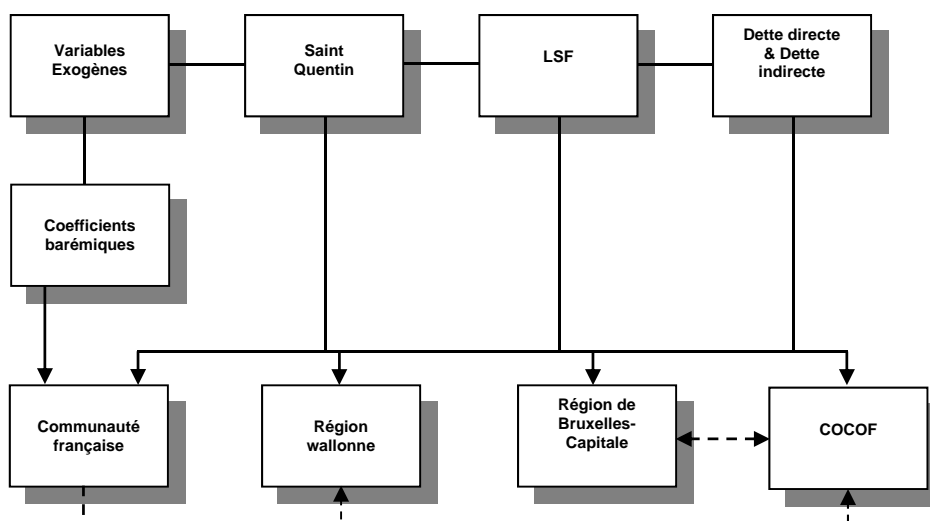 Variables
Exogènes
Saint
Quentin
LSF
Dette directe
& Dette
indirecte
Coefficients
barémiques
Communauté
française
Région
wallonne
Région de
Bruxelles-
Capitale
COCOF